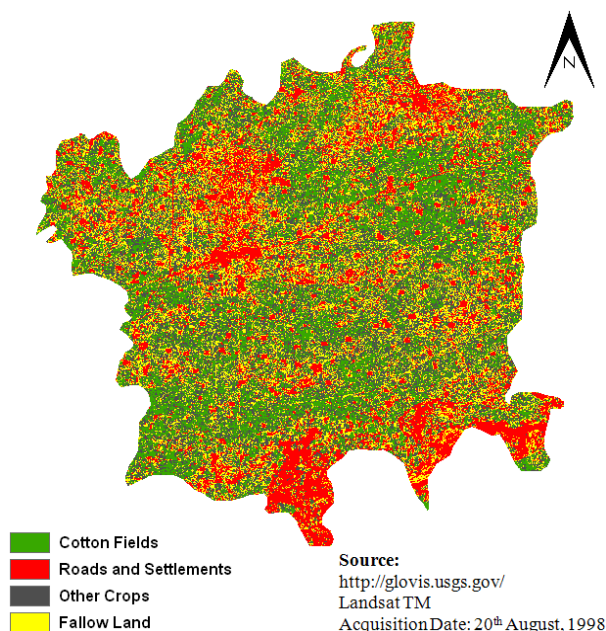 N
Cotton Fields
Roads and Settlements
Other Crops
Fallow Land
Source:
http://glovis.usgs.gov/
Landsat TM
Acquisition Date: 20th August, 1998